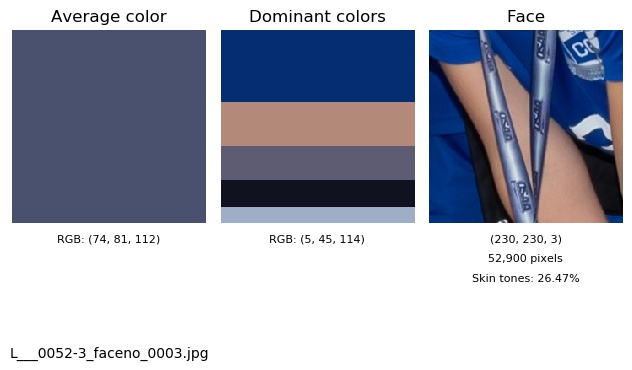 Average color
Dominant colors
Face
RGB: (74, 81, 112)
RGB: (5, 45, 114)
(230, 230, 3)
52,900 pixels
Skin tones: 26.47%
L___0052-3_faceno_0003.jpg